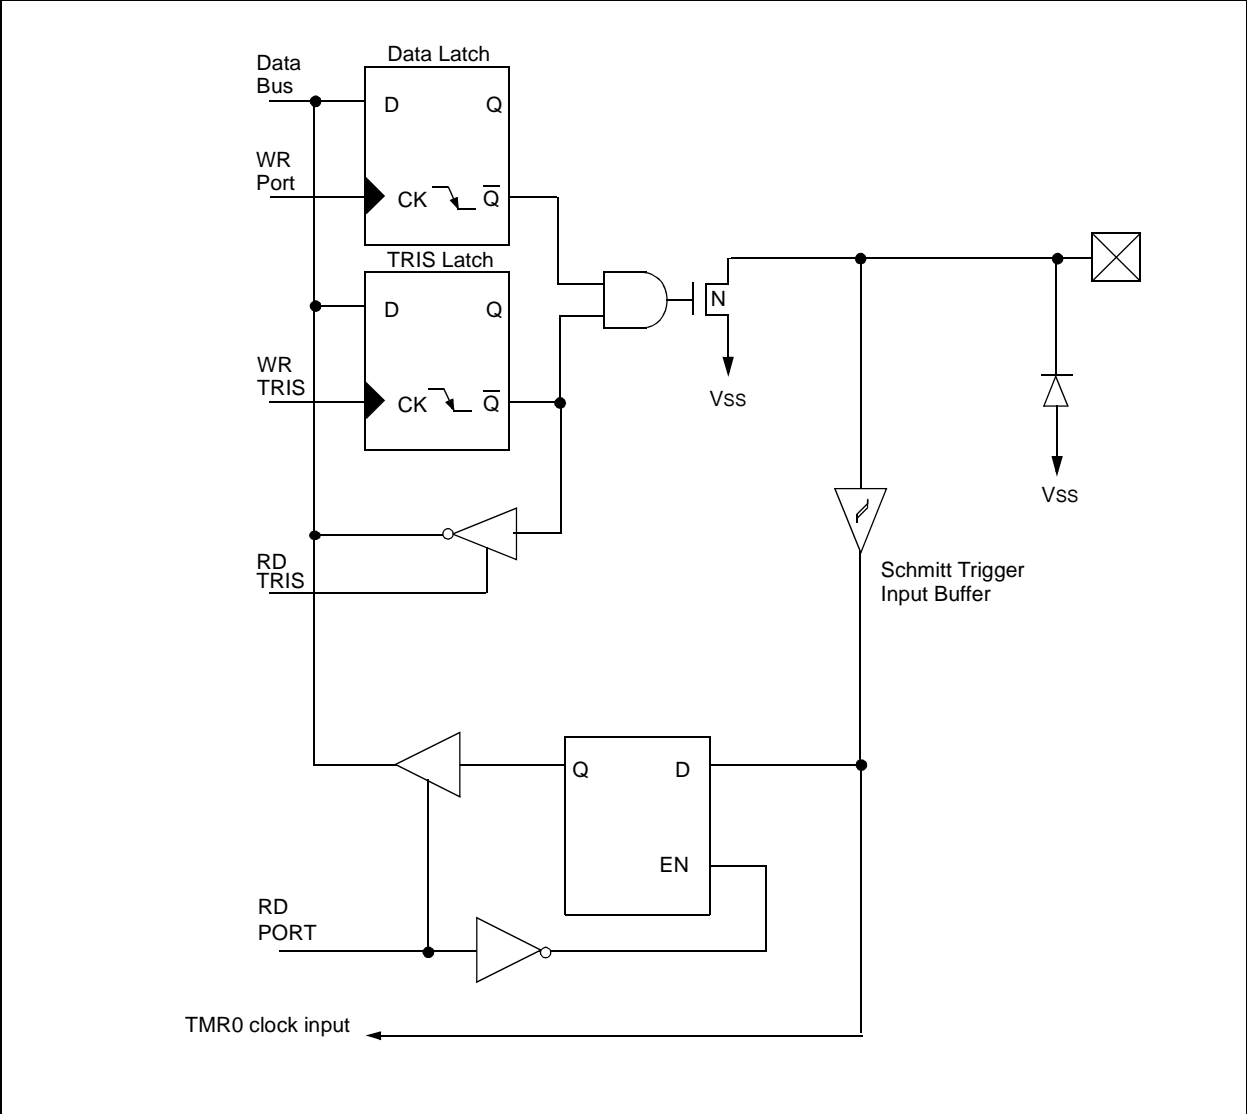 Data Latch
Data
Bus
D
Q
WR
Port
CK
Q̅
TRIS Latch
D
Q
N
WR
TRIS
CK
Q̅
VSS
VSS
RD
TRIS
Schmitt Trigger
Input Buffer
Q
D
EN
RD
PORT
TMR0 clock input